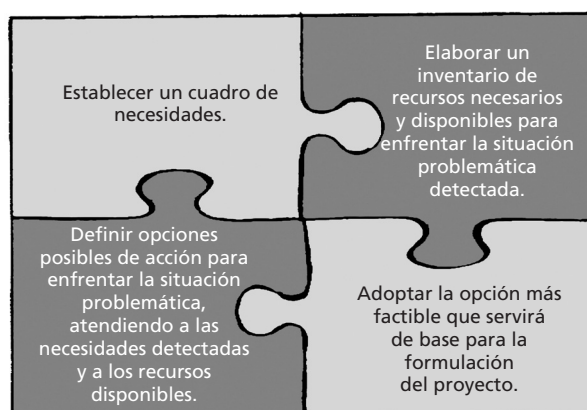 Establecer un cuadro de
necesidades.
Elaborar un
inventario de
recursos necesarios
y disponibles para
enfrentar la situación
problemática
detectada.
Definir opciones
posibles de acción para
enfrentar la situación
problemática,
atendiendo a las
necesidades detectadas
y a los recursos
disponibles.
Adoptar la opción más
factible que servirá
de base para la
formulación
del proyecto.